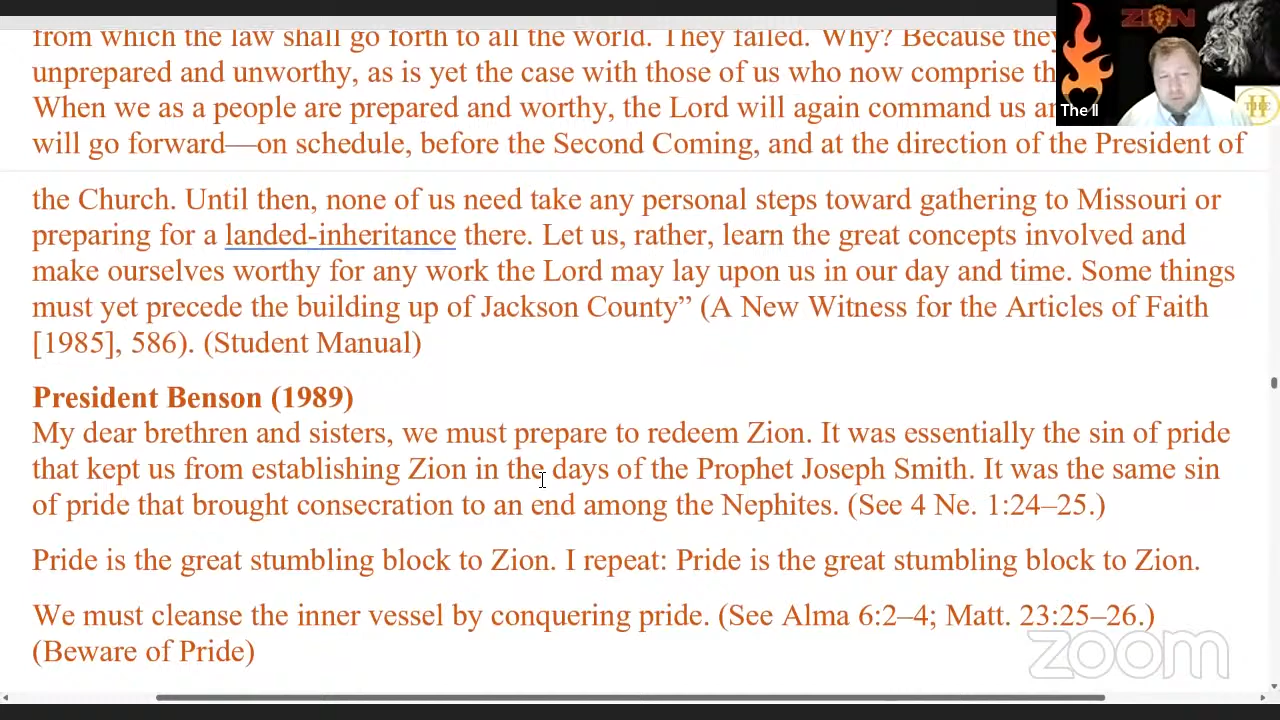 from which the law shall go forth to all the world. They failed. Why? Because they
unprepared and unworthy, as is yet the case with those of us who now comprise th
When we as a people are prepared and worthy, the Lord will again command us
will go forward—on schedule, before the Second Coming, and at the direction of the President of
the Church. Until then, none of us need take any personal steps toward gathering to Missouri or
preparing for a landed-inheritance there. Let us, rather, learn the great concepts involved and
make ourselves worthy for any work the Lord may lay upon us in our day and time. Some things
must yet precede the building up of Jackson County” (A New Witness for the Articles of Faith
[1985], 586). (Student Manual)
President Benson (1989)
My dear brethren and sisters, we must prepare to redeem Zion. It was essentially the sin of pride
that kept us from establishing Zion in the days of the Prophet Joseph Smith. It was the same sin
of pride that brought consecration to an end among the Nephites. (See 4 Ne. 1:24–25.)
Pride is the great stumbling block to Zion. I repeat: Pride is the great stumbling block to Zion.
We must cleanse the inner vessel by conquering pride. (See Alma 6:2–4; Matt. 23:25–26.)
(Beware of Pride)
ZION
The II
THE
zoom